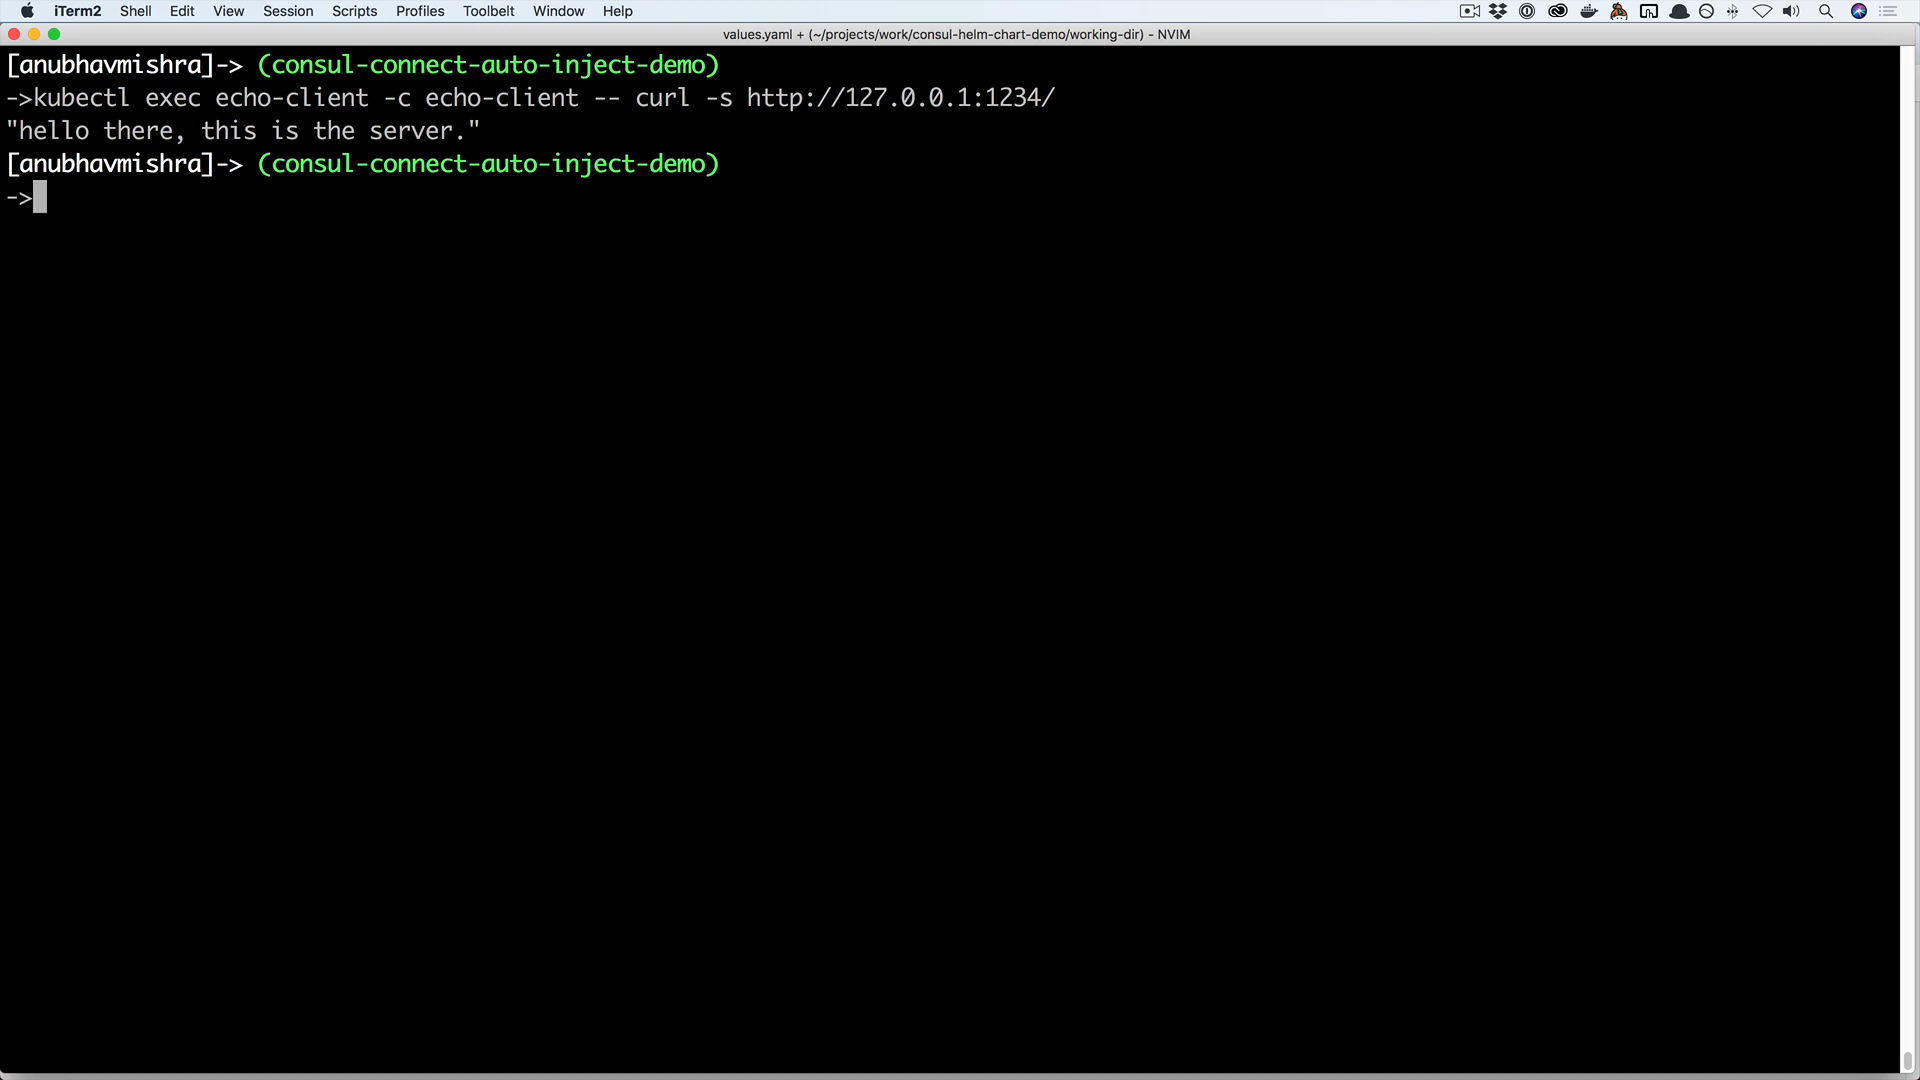 iTerm2 Shell Edit View Session Scripts Profiles Toolbelt Window Help
values.yaml + (~/projects/work/consul-helm-chart-demo/working-dir) - NVIM
[anubhavmishra]-> (consul-connect-auto-inject-demo)
->kubectl exec echo-client -c echo-client -- curl -s http://127.0.0.1:1234/
"hello there, this is the server."
[anubhavmishra]-> (consul-connect-auto-inject-demo)
->